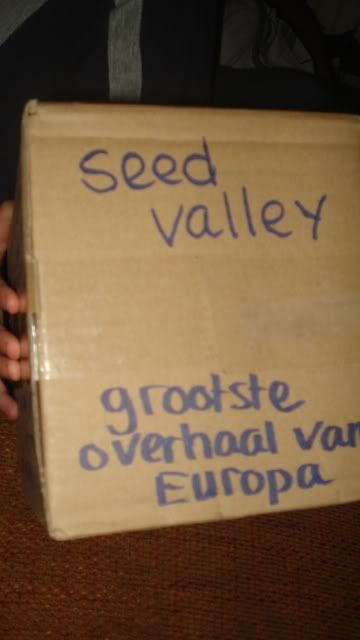 seed
valley
grootste
overhaal van
Europa